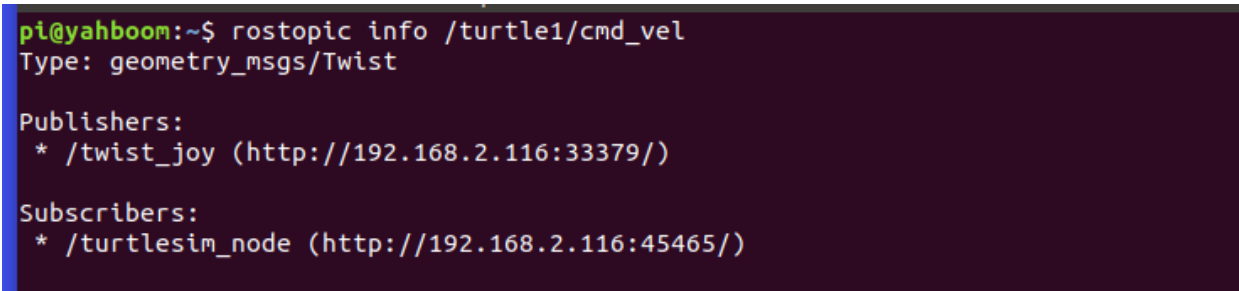 pi@yahboom:~$ rostopic info /turtle1/cmd_vel
Type: geometry_msgs/Twist
Publishers:
* /twist_joy (http://192.168.2.116:33379/)
Subscribers:
* /turtlesim_node (http://192.168.2.116:45465/)